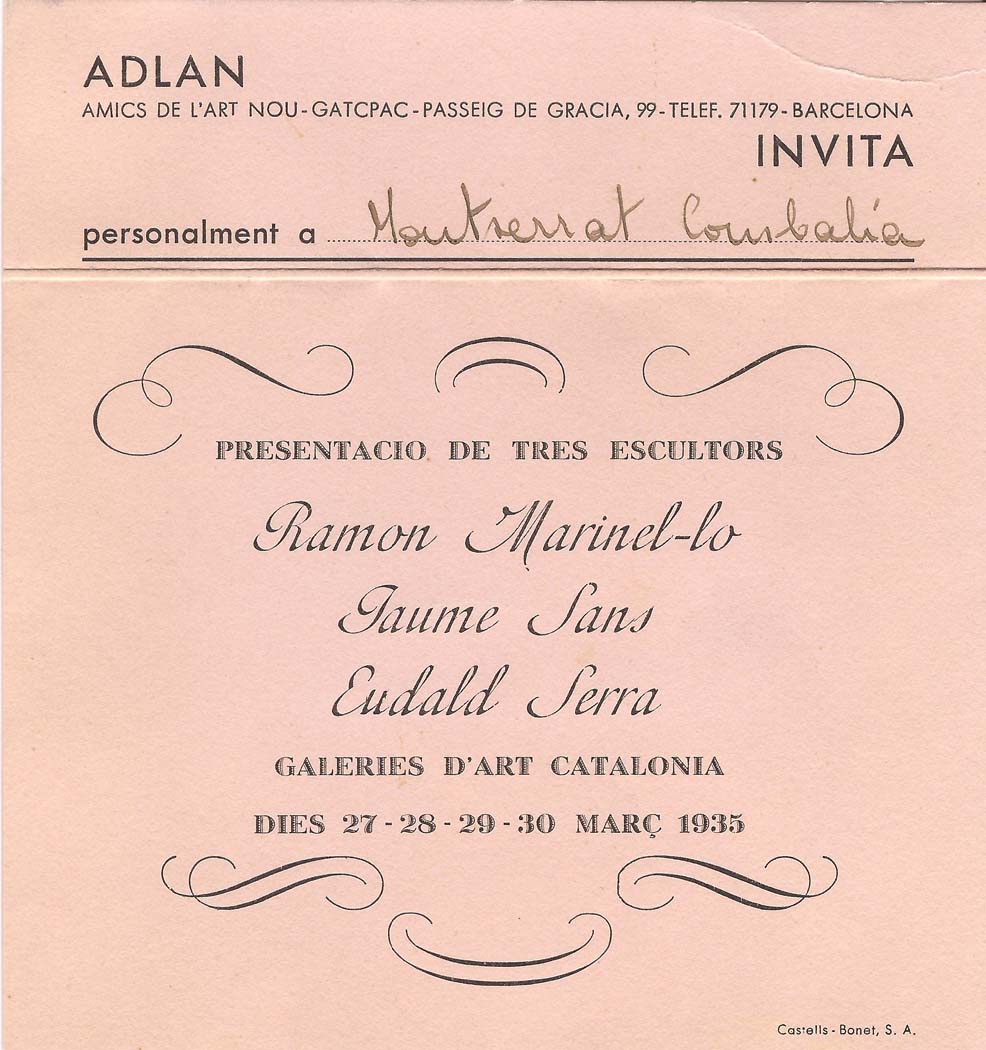 ADLAN
AMICS DE L'ART NOU-GATCPAC-PASSEIG DE GRACIA, 99-TELEF. 71179-BARCELONA
INVITA
personalment a Montserrat Combalía
PRESENTACIO DE TRES ESCULTORS
Ramon Marinel-lo
Jaume Sans
Eudald Serra
GALERIES D'ART CATALONIA
DIES 27-28-29-30 MARÇ 1935
Castells-Bonet, S. A.